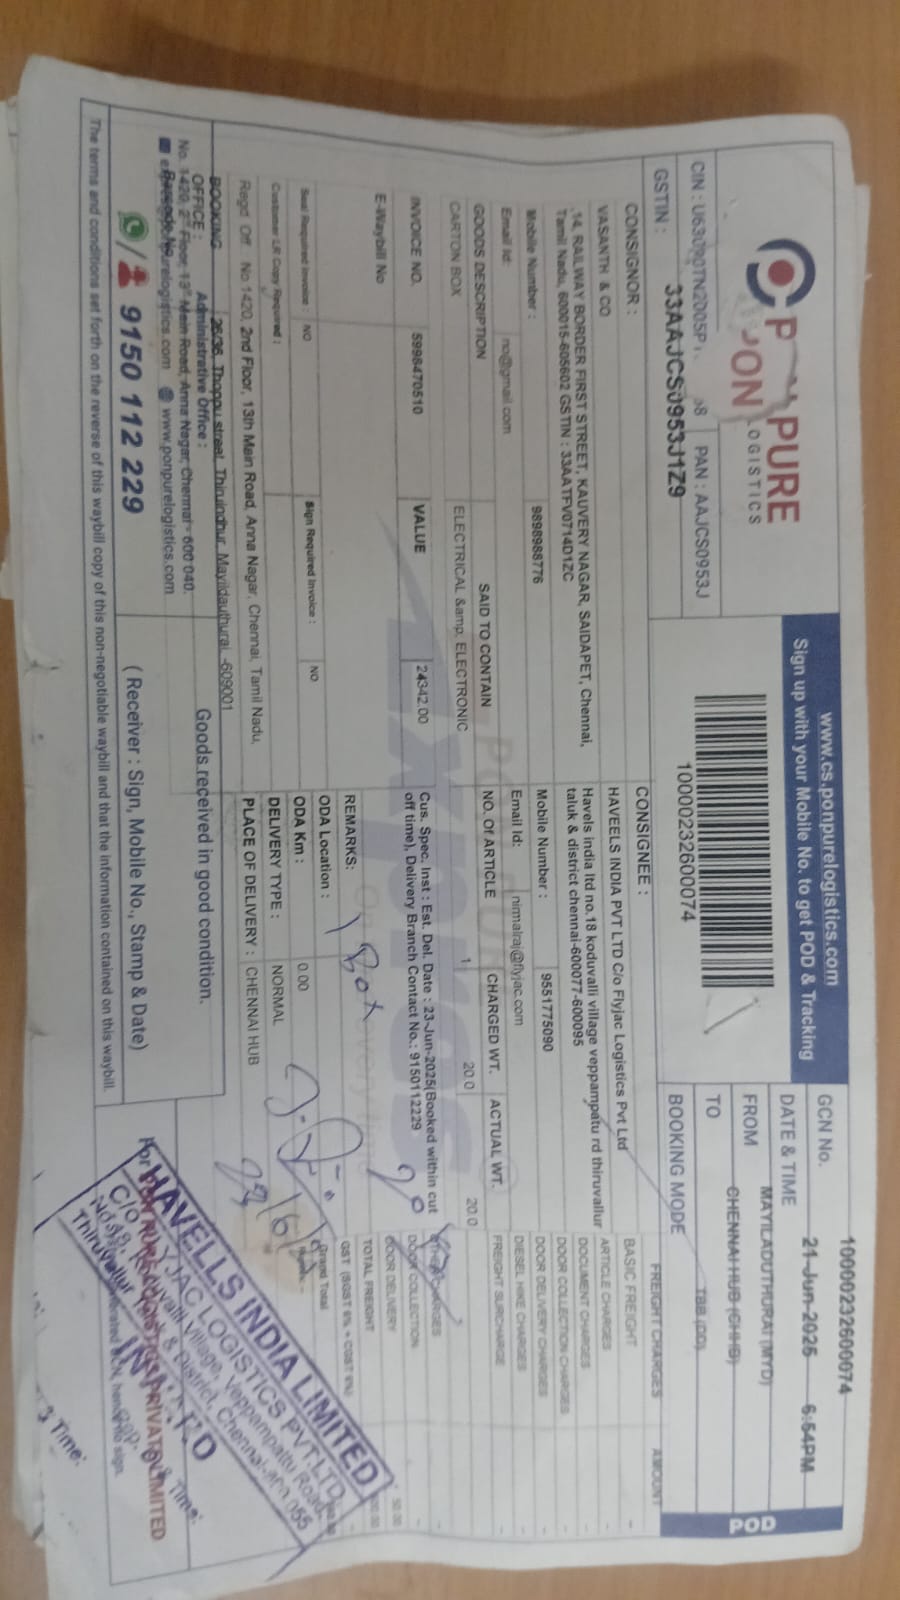 PURE
PON LOGISTICS
CIN : U63090TN2005P
PAN : AAJCS0953J
GSTIN : 33AAJCS0953J1Z9
www.cs.ponpurelogistics.com
Sign up with your Mobile No. to get POD & Tracking
10000232600074
GCN No. 10000232600074
DATE & TIME 21-Jun-2025 6:54PM
FROM MAYILADUTHURAI (MYD)
TO CHENNAI HUB (CHHB)
BOOKING MODE TBB (DD)
POD
CONSIGNOR :
VASANTH & CO
,14, RAILWAY BORDER FIRST STREET, KAUVERY NAGAR, SAIDAPET, Chennai,
Tamil Nadu, 600015-605602 GSTIN : 33AATFV0714D1ZC
Mobile Number : 9898988776
Email Id: no@gmail.com
CONSIGNEE :
HAVEELS INDIA PVT LTD C/o Flyjac Logistics Pvt Ltd
Havels india ltd no.18 koduvalli village veppampatu rd thiruvallur
taluk & district chennai-600077-600095
Mobile Number : 9551775090
Email Id: nirmalraj@flyjac.com
GOODS DESCRIPTION SAID TO CONTAIN NO. Of ARTICLE CHARGED WT. ACTUAL WT.
CARTON BOX ELECTRICAL &amp; ELECTRONIC 1 20.0 20.0
INVOICE NO. 5998470510 VALUE 24342.00
Cus. Spec. Inst : Est. Del. Date : 23-Jun-2025(Booked within cut
off time), Delivery Branch Contact No.: 9150112229
E-Waybill No
REMARKS:
1 Box
Seal Required Invoice : NO Sign Required Invoice : NO
ODA Location :
ODA Km : 0.00
Customer LR Copy Required :
DELIVERY TYPE : NORMAL
Regd. Off No.1420, 2nd Floor, 13th Main Road, Anna Nagar, Chennai, Tamil Nadu,
PLACE OF DELIVERY : CHENNAI HUB
BOOKING OFFICE : 26/36, Thoppu street, Thiruindhur, Mayiladuthurai, -609001
Administrative Office :
No. 1420, 2nd Floor, 13th Main Road, Anna Nagar, Chennai - 600 040.
www.ponpurelogistics.com
9150 112 229
Goods received in good condition.
( Receiver : Sign, Mobile No., Stamp & Date)
The terms and conditions set forth on the reverse of this waybill copy of this non-negotiable waybill and that the information contained on this waybill.
FREIGHT CHARGES AMOUNT
BASIC FREIGHT
ARTICLE CHARGES
DOCUMENT CHARGES
DOOR COLLECTION CHARGES
DOOR DELIVERY CHARGES
DIESEL HIKE CHARGES
FREIGHT SURCHARGE
DOOR COLLECTION
DOOR DELIVERY
TOTAL FREIGHT
Grand Total
HAVELLS INDIA LIMITED
Time: